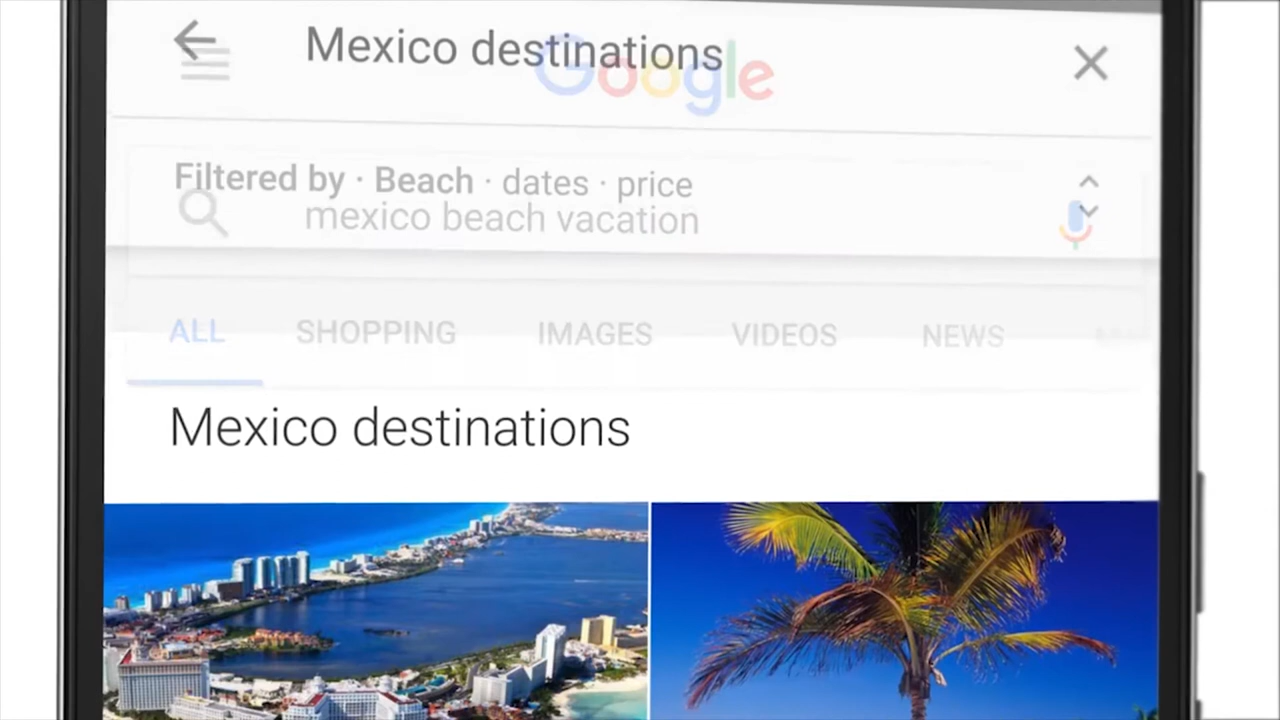 Mexico destinations
Google
Filtered by · Beach · dates · price
mexico beach vacation
ALL SHOPPING IMAGES VIDEOS NEWS
Mexico destinations